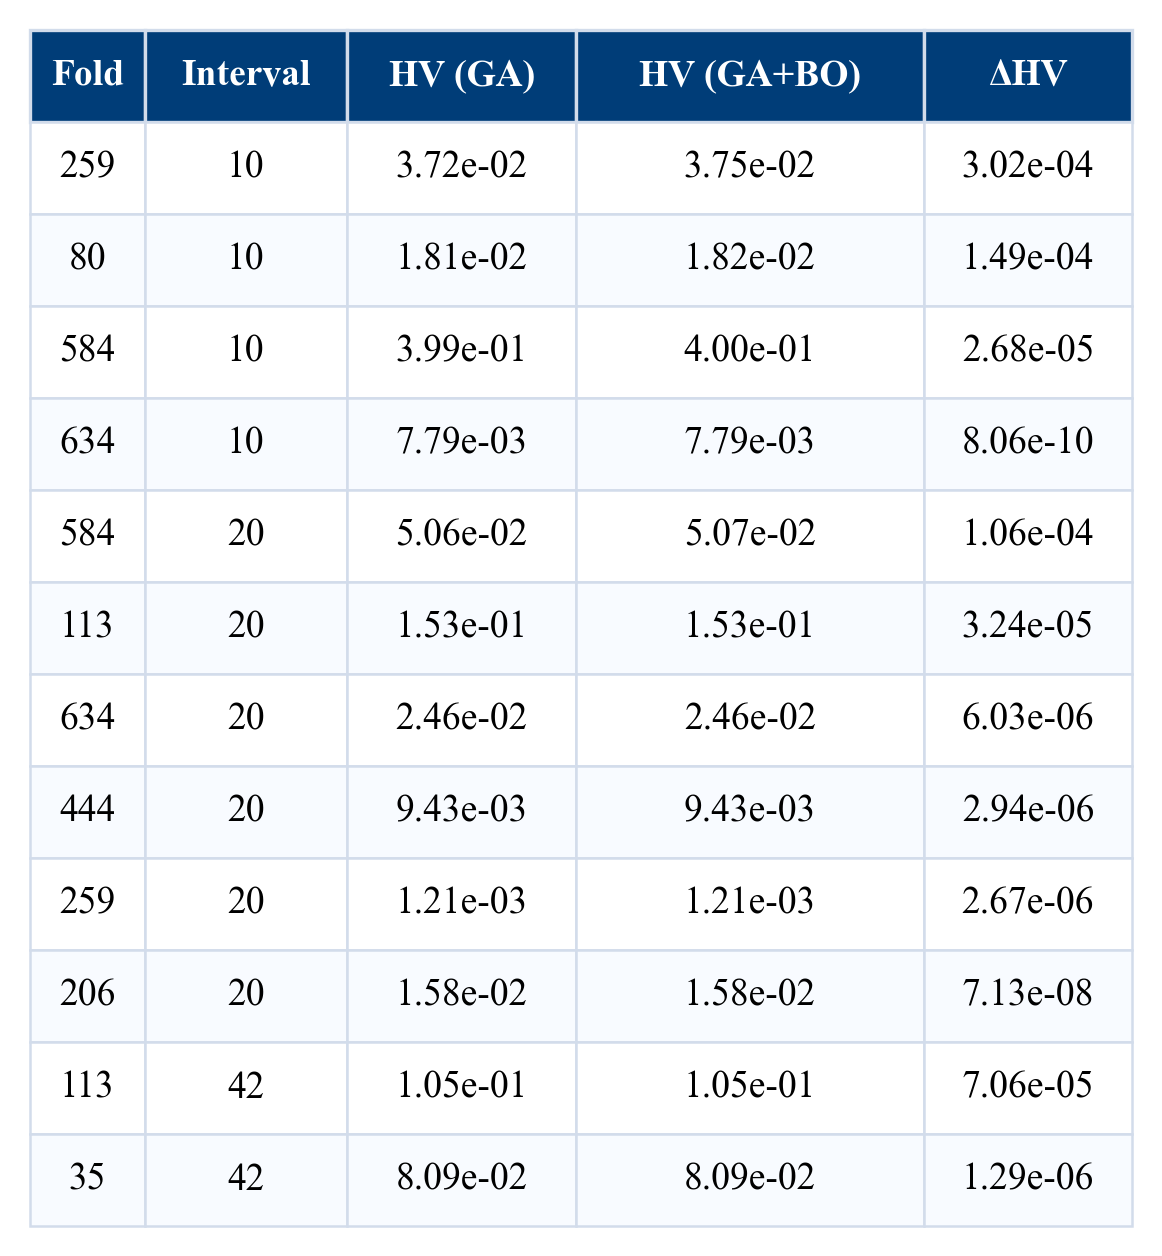 Fold Interval HV (GA) HV (GA+BO) ΔHV
259 10 3.72e-02 3.75e-02 3.02e-04
80 10 1.81e-02 1.82e-02 1.49e-04
584 10 3.99e-01 4.00e-01 2.68e-05
634 10 7.79e-03 7.79e-03 8.06e-10
584 20 5.06e-02 5.07e-02 1.06e-04
113 20 1.53e-01 1.53e-01 3.24e-05
634 20 2.46e-02 2.46e-02 6.03e-06
444 20 9.43e-03 9.43e-03 2.94e-06
259 20 1.21e-03 1.21e-03 2.67e-06
206 20 1.58e-02 1.58e-02 7.13e-08
113 42 1.05e-01 1.05e-01 7.06e-05
35 42 8.09e-02 8.09e-02 1.29e-06